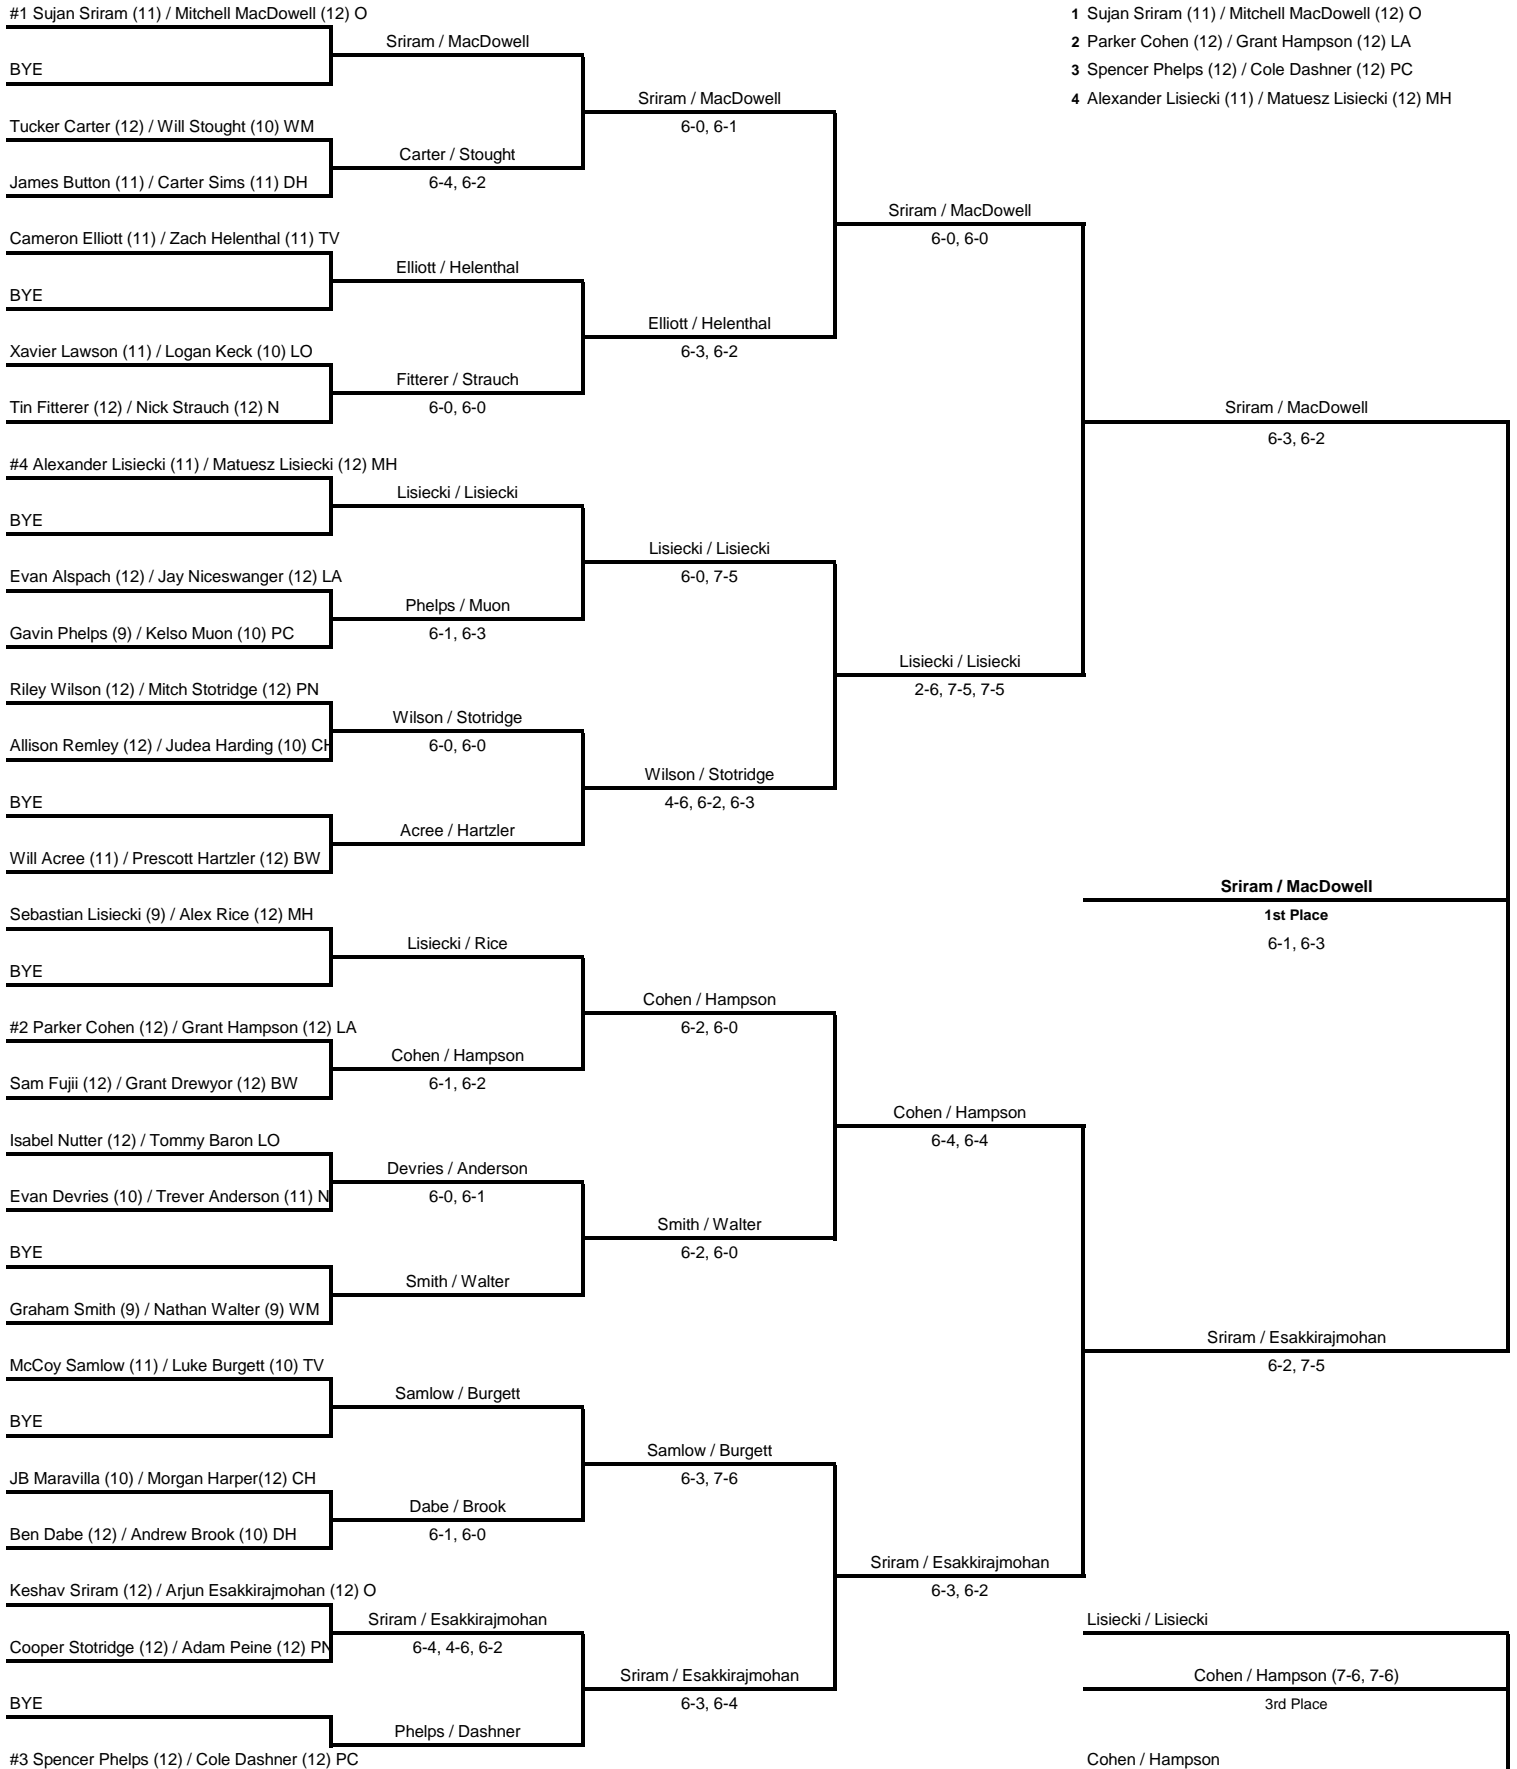 #1 Sujan Sriram (11) / Mitchell MacDowell (12) O
1 Sujan Sriram (11) / Mitchell MacDowell (12) O
Sriram / MacDowell
2 Parker Cohen (12) / Grant Hampson (12) LA
BYE
3 Spencer Phelps (12) / Cole Dashner (12) PC
Sriram / MacDowell
4 Alexander Lisiecki (11) / Matuesz Lisiecki (12) MH
Tucker Carter (12) / Will Stought (10) WM
6-0, 6-1
Carter / Stought
James Button (11) / Carter Sims (11) DH
6-4, 6-2
Sriram / MacDowell
Cameron Elliott (11) / Zach Helenthal (11) TV
6-0, 6-0
Elliott / Helenthal
BYE
Elliott / Helenthal
Xavier Lawson (11) / Logan Keck (10) LO
6-3, 6-2
Fitterer / Strauch
Tin Fitterer (12) / Nick Strauch (12) N
6-0, 6-0
Sriram / MacDowell
6-3, 6-2
#4 Alexander Lisiecki (11) / Matuesz Lisiecki (12) MH
Lisiecki / Lisiecki
BYE
Lisiecki / Lisiecki
Evan Alspach (12) / Jay Niceswanger (12) LA
6-0, 7-5
Phelps / Muon
Gavin Phelps (9) / Kelso Muon (10) PC
6-1, 6-3
Lisiecki / Lisiecki
Riley Wilson (12) / Mitch Stotridge (12) PN
2-6, 7-5, 7-5
Wilson / Stotridge
Allison Remley (12) / Judea Harding (10) CH
6-0, 6-0
Wilson / Stotridge
BYE
4-6, 6-2, 6-3
Acree / Hartzler
Will Acree (11) / Prescott Hartzler (12) BW
Sriram / MacDowell
Sebastian Lisiecki (9) / Alex Rice (12) MH
1st Place
Lisiecki / Rice
6-1, 6-3
BYE
Cohen / Hampson
#2 Parker Cohen (12) / Grant Hampson (12) LA
6-2, 6-0
Cohen / Hampson
Sam Fujii (12) / Grant Drewyor (12) BW
6-1, 6-2
Cohen / Hampson
Isabel Nutter (12) / Tommy Baron LO
6-4, 6-4
Devries / Anderson
Evan Devries (10) / Trever Anderson (11) N
6-0, 6-1
Smith / Walter
BYE
6-2, 6-0
Smith / Walter
Graham Smith (9) / Nathan Walter (9) WM
Sriram / Esakkirajmohan
McCoy Samlow (11) / Luke Burgett (10) TV
6-2, 7-5
Samlow / Burgett
BYE
Samlow / Burgett
JB Maravilla (10) / Morgan Harper(12) CH
6-3, 7-6
Dabe / Brook
Ben Dabe (12) / Andrew Brook (10) DH
6-1, 6-0
Sriram / Esakkirajmohan
Keshav Sriram (12) / Arjun Esakkirajmohan (12) O
6-3, 6-2
Sriram / Esakkirajmohan
Lisiecki / Lisiecki
Cooper Stotridge (12) / Adam Peine (12) PN
6-4, 4-6, 6-2
Sriram / Esakkirajmohan
Cohen / Hampson (7-6, 7-6)
BYE
6-3, 6-4
3rd Place
Phelps / Dashner
#3 Spencer Phelps (12) / Cole Dashner (12) PC
Cohen / Hampson